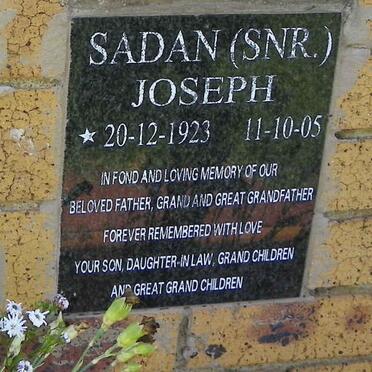 SADAN (SNR.)
JOSEPH
20-12-1923 11-10-05
IN FOND AND LOVING MEMORY OF OUR
BELOVED FATHER, GRAND AND GREAT GRANDFATHER
FOREVER REMEMBERED WITH LOVE
YOUR SON, DAUGHTER-IN LAW, GRAND CHILDREN
AND GREAT GRAND CHILDREN